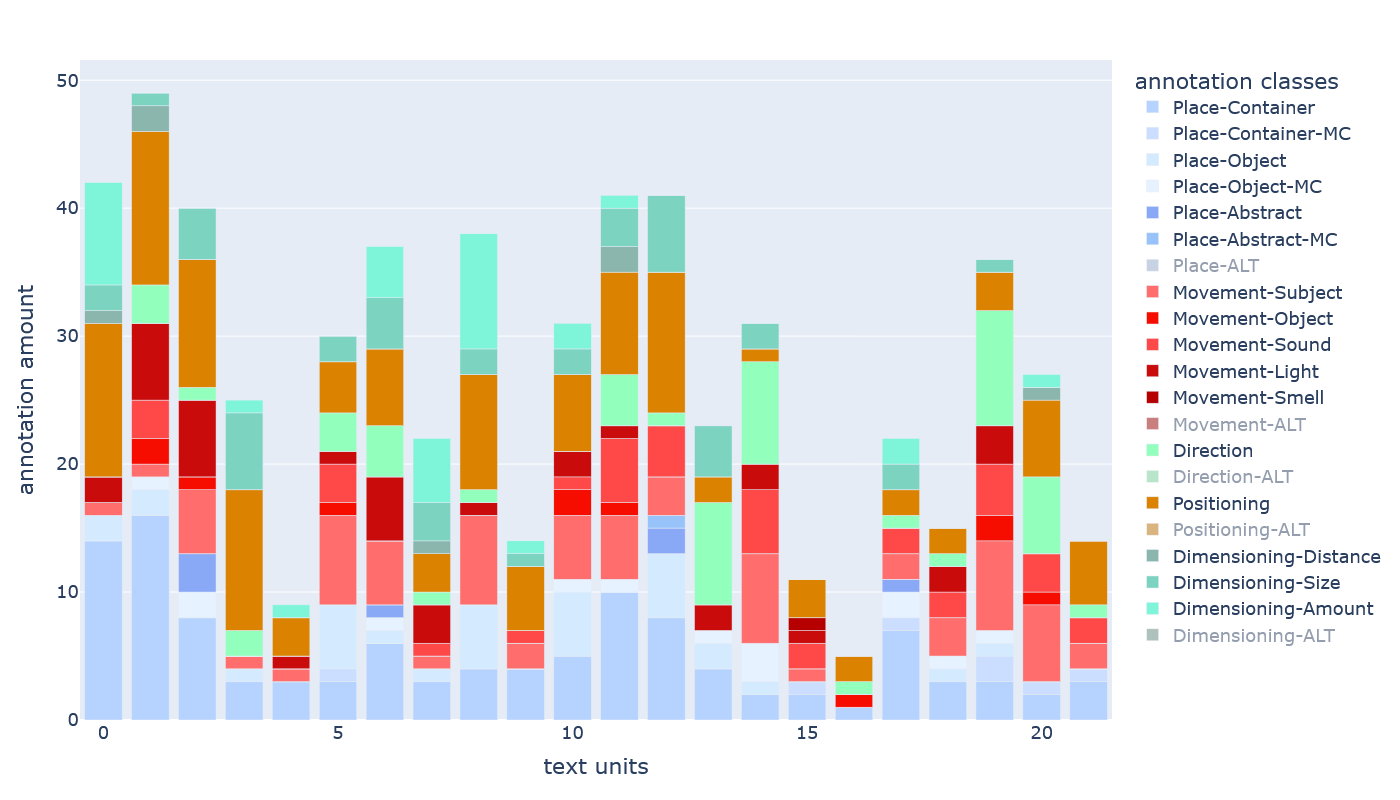 annotation classes
Place-Container
Place-Container-MC
Place-Object
Place-Object-MC
Place-Abstract
Place-Abstract-MC
Place-ALT
Movement-Subject
Movement-Object
Movement-Sound
Movement-Light
Movement-Smell
Movement-ALT
Direction
Direction-ALT
Positioning
Positioning-ALT
Dimensioning-Distance
Dimensioning-Size
Dimensioning-Amount
Dimensioning-ALT
annotation amount
50
40
30
20
10
0
0 5 10 15 20
text units